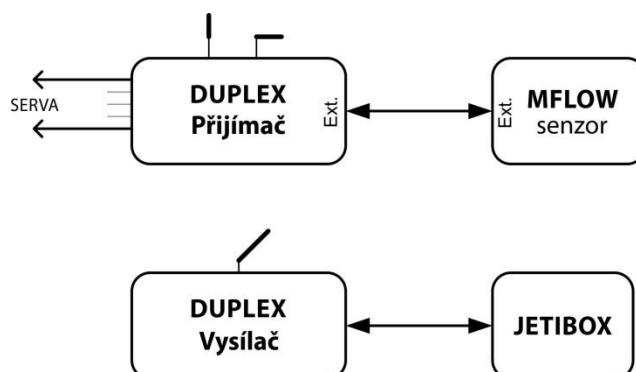 SERVA
DUPLEX
Přijímač
Ext.
Ext.
MFLOW
senzor
DUPLEX
Vysílač
JETIBOX